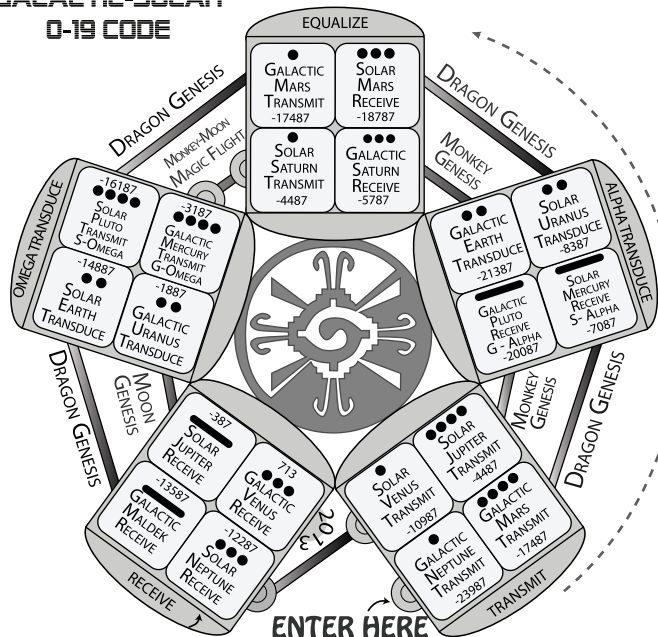 GALACTIC-SOLAR
0-19 CODE
EQUALIZE
GALACTIC
MARS
TRANSMIT
-17487
SOLAR
MARS
RECEIVE
-18787
SOLAR
SATURN
TRANSMIT
-4487
GALACTIC
SATURN
RECEIVE
-5787
DRAGON GENESIS
MONKEY-MOON
MAGIC FLIGHT
DRAGON GENESIS
MONKEY
GENESIS
OMEGA TRANSDUCE
-16187
SOLAR
PLUTO
TRANSMIT
S-OMEGA
-3187
GALACTIC
MERCURY
TRANSMIT
G-OMEGA
-14887
SOLAR
EARTH
TRANSDUCE
-1887
GALACTIC
URANUS
TRANSDUCE
ALPHA TRANSDUCE
GALACTIC
EARTH
TRANSDUCE
-21387
SOLAR
URANUS
TRANSDUCE
-8387
GALACTIC
PLUTO
RECEIVE
G - ALPHA
-20087
SOLAR
MERCURY
RECEIVE
S- ALPHA
-7087
DRAGON GENESIS
MOON
GENESIS
MONKEY
GENESIS
DRAGON GENESIS
-387
SOLAR
JUPITER
RECEIVE
713
GALACTIC
VENUS
RECEIVE
-13587
GALACTIC
MALDEK
RECEIVE
-12287
SOLAR
NEPTUNE
RECEIVE
RECEIVE
2013
SOLAR
VENUS
TRANSMIT
-10987
SOLAR
JUPITER
TRANSMIT
-4487
GALACTIC
NEPTUNE
TRANSMIT
-23987
GALACTIC
MARS
TRANSMIT
-17487
TRANSMIT
ENTER HERE